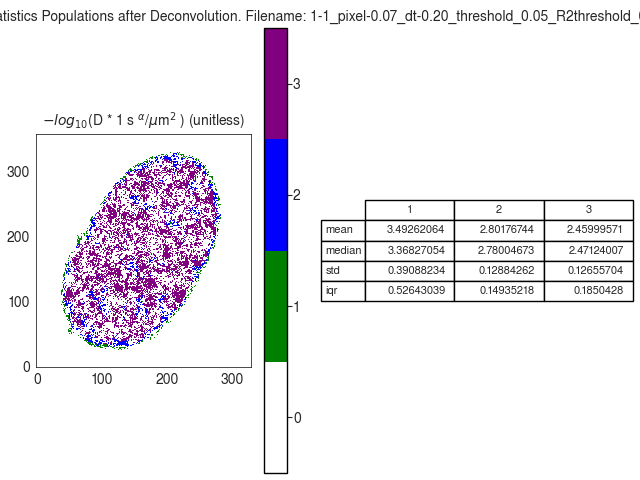 atistics Populations after Deconvolution. Filename: 1-1_pixel-0.07_dt-0.20_threshold_0.05_R2threshold_0
−log10(D * 1 s α/μm2 ) (unitless)
300
200
100
0
0 100 200 300
3
2
1
0
1 2 3
mean 3.49262064 2.80176744 2.45999571
median 3.36827054 2.78004673 2.47124007
std 0.39088234 0.12884262 0.12655704
iqr 0.52643039 0.14935218 0.1850428